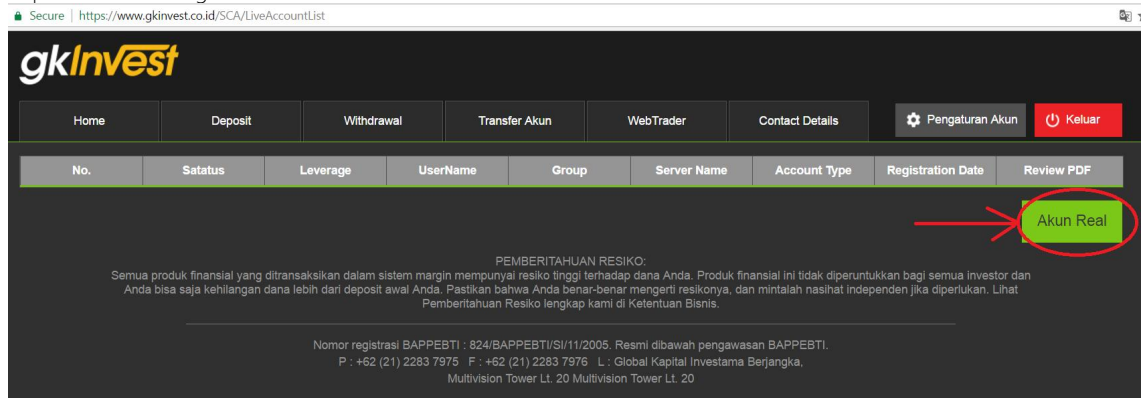 Secure | https://www.gkinvest.co.id/SCA/LiveAccountList
gkInvest
Home Deposit Withdrawal Transfer Akun WebTrader Contact Details Pengaturan Akun Keluar
No. Satatus Leverage UserName Group Server Name Account Type Registration Date Review PDF
Akun Real
PEMBERITAHUAN RESIKO:
Semua produk finansial yang ditransaksikan dalam sistem margin mempunyai resiko tinggi terhadap dana Anda. Produk finansial ini tidak diperuntukkan bagi semua investor dan
Anda bisa saja kehilangan dana lebih dari deposit awal Anda. Pastikan bahwa Anda benar-benar mengerti resikonya, dan mintalah nasihat independen jika diperlukan. Lihat
Pemberitahuan Resiko lengkap kami di Ketentuan Bisnis.
Nomor registrasi BAPPEBTI : 824/BAPPEBTI/SI/11/2005. Resmi dibawah pengawasan BAPPEBTI.
P : +62 (21) 2283 7975 F : +62 (21) 2283 7976 L : Global Kapital Investama Berjangka,
Multivision Tower Lt. 20 Multivision Tower Lt. 20